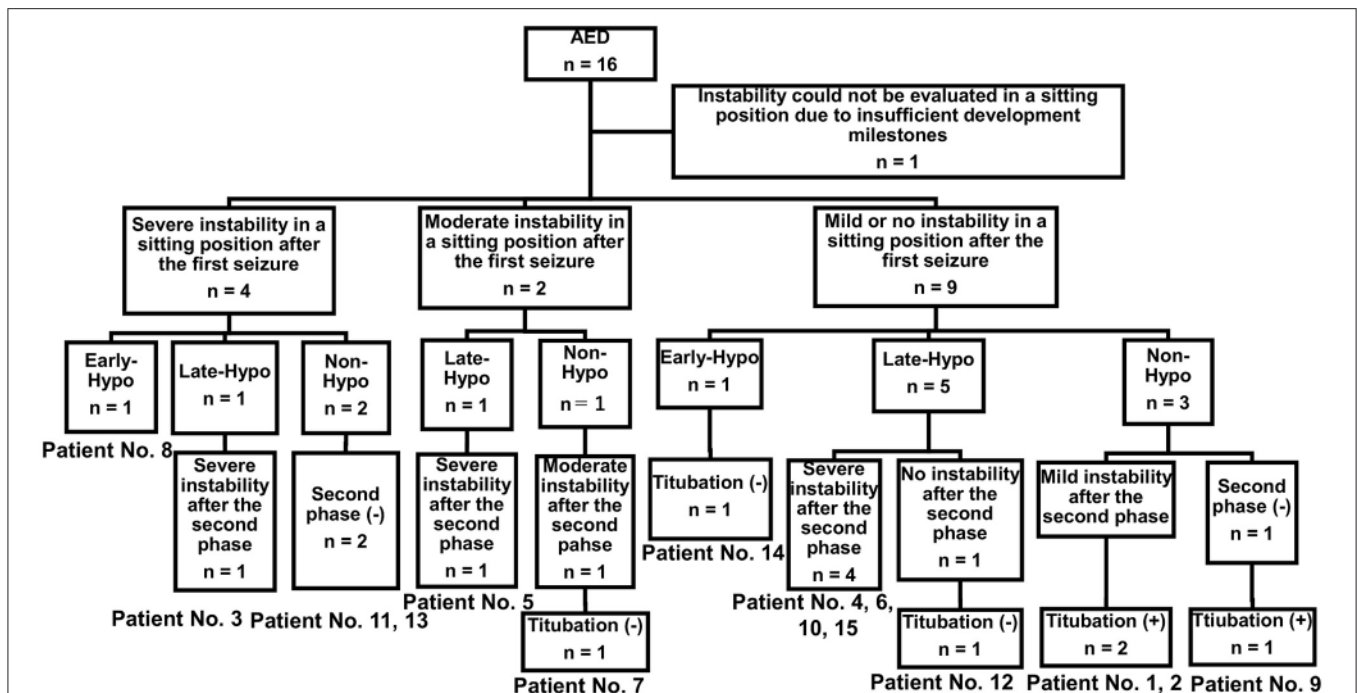 AED
n = 16
Instability could not be evaluated in a sitting
position due to insufficient development
milestones
n = 1
Severe instability in a
sitting position after
the first seizure
n = 4
Moderate instability in
a sitting position after
the first seizure
n = 2
Mild or no instability in a
sitting position after the
first seizure
n = 9
Early-
Hypo
n = 1
Late-Hypo
n = 1
Non-
Hypo
n = 2
Late-
Hypo
n = 1
Non-
Hypo
n = 1
Early-Hypo
n = 1
Late-Hypo
n = 5
Non-
Hypo
n = 3
Patient No. 8
Severe
instability
after the
second
phase
n = 1
Patient No. 3
Second
phase (-)
n = 2
Patient No. 11, 13
Severe
instability
after the
second
phase
n = 1
Patient No. 5
Moderate
instability
after the
second
pahse
n = 1
Titubation (-)
n = 1
Patient No. 7
Titubation (-)
n = 1
Patient No. 14
Severe
instability
after the
second
phase
n = 4
Patient No. 4, 6,
10, 15
No instability
after the
second
phase
n = 1
Titubation (-)
n = 1
Patient No. 12
Mild instability
after the
second phase
Titubation (+)
n = 2
Patient No. 1, 2
Second
phase (-)
n = 1
Ttiubation (+)
n = 1
Patient No. 9